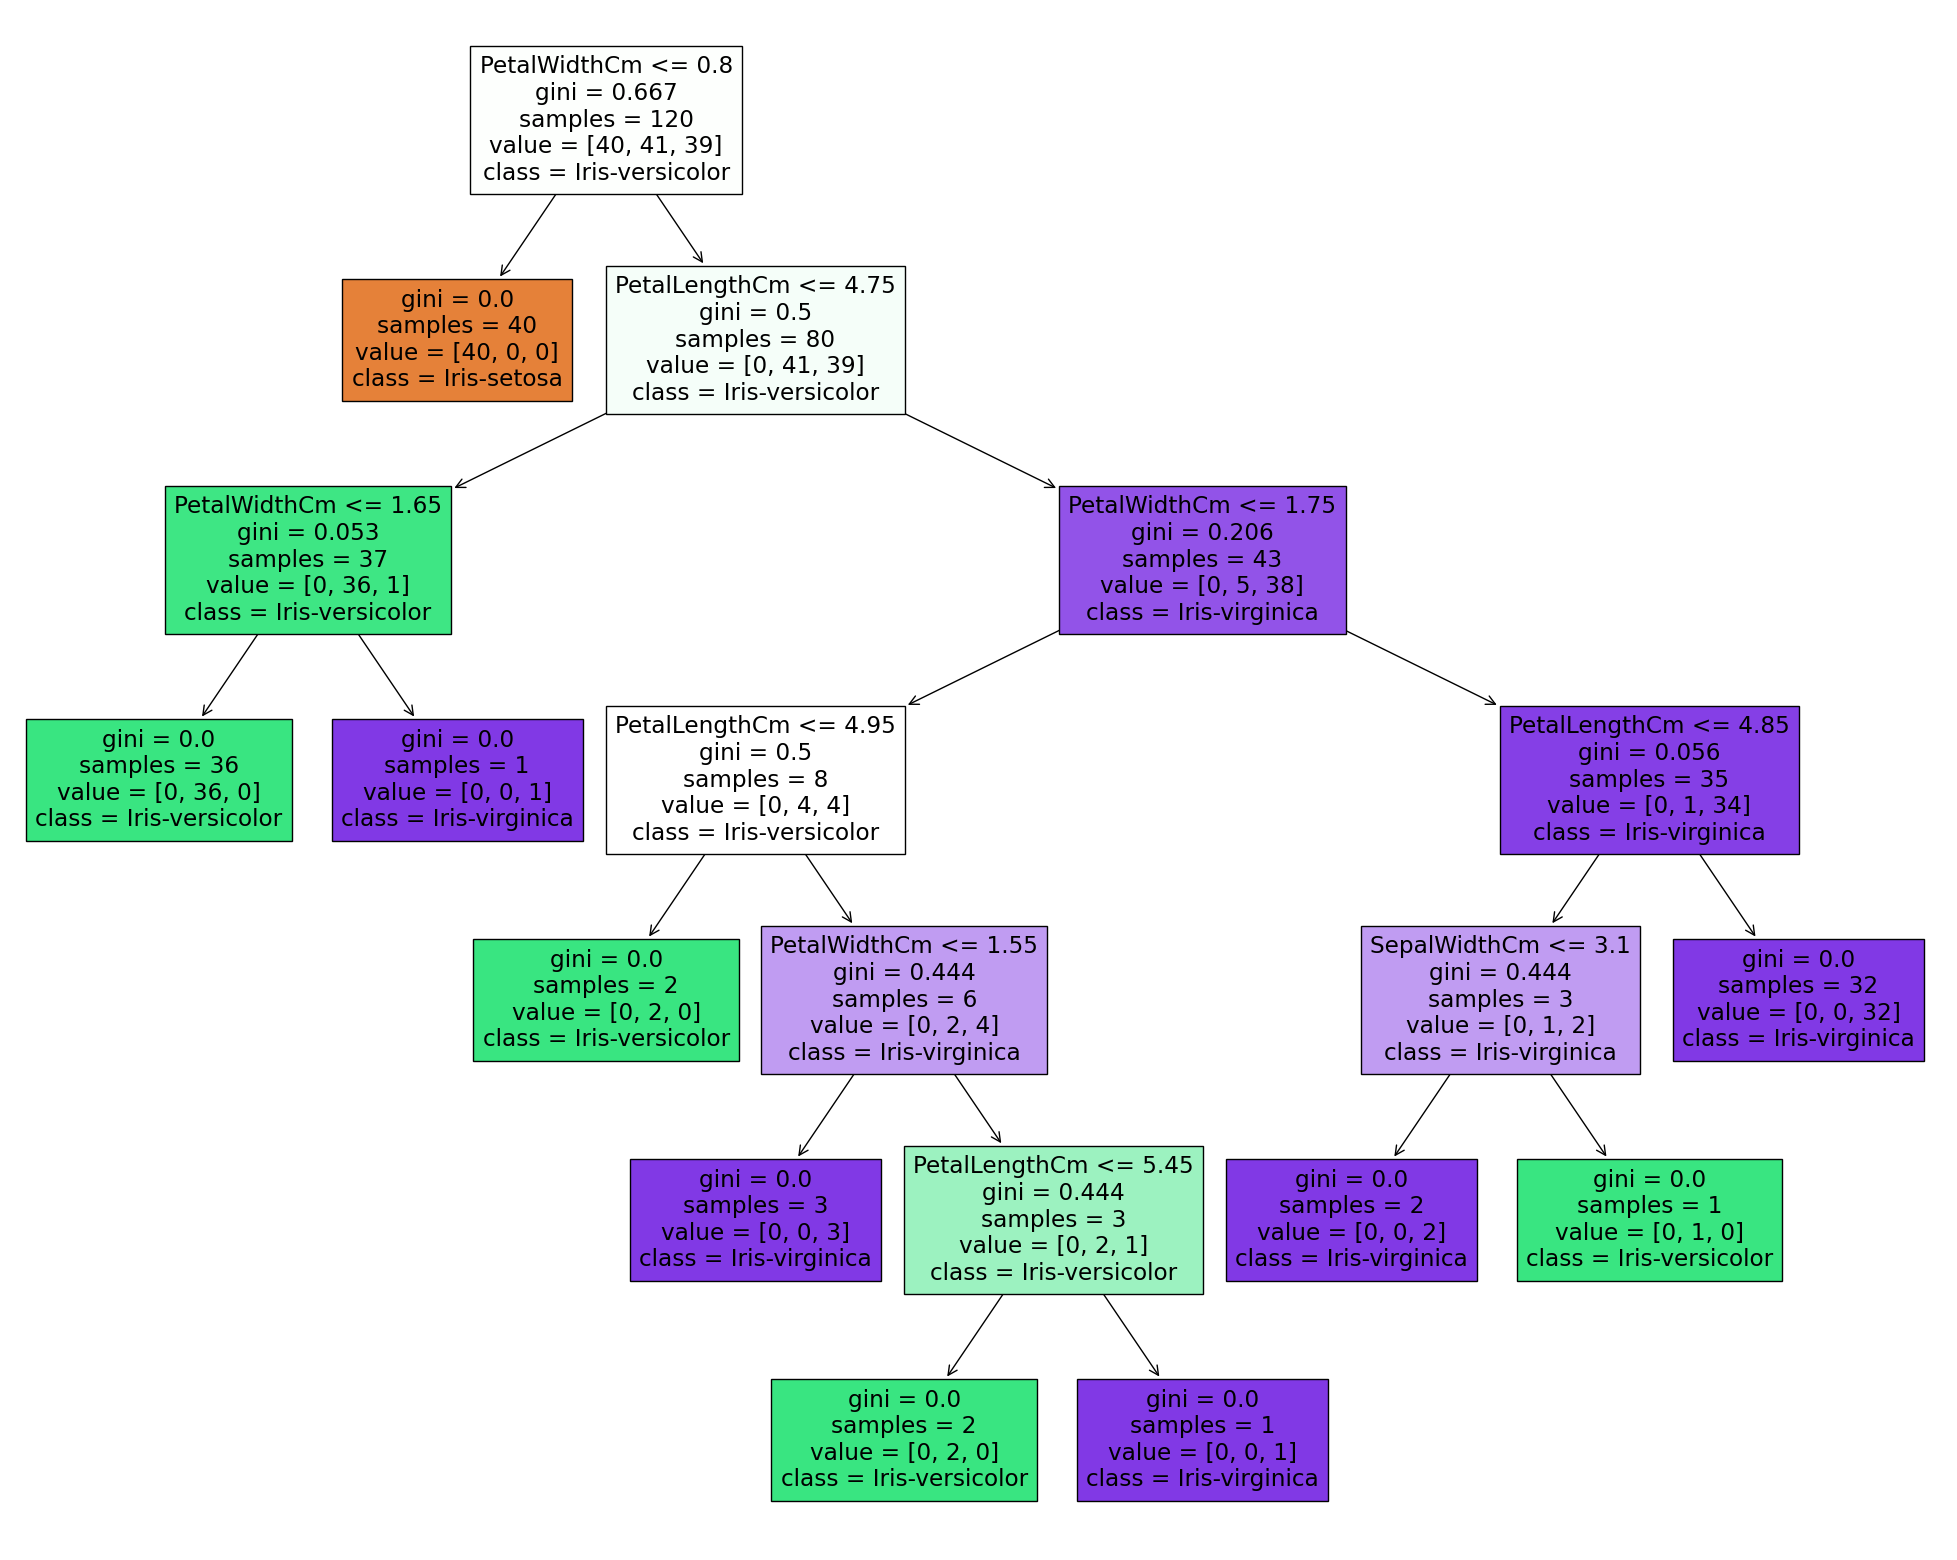 PetalWidthCm <= 0.8
gini = 0.667
samples = 120
value = [40, 41, 39]
class = Iris-versicolor
gini = 0.0
samples = 40
value = [40, 0, 0]
class = Iris-setosa
PetalLengthCm <= 4.75
gini = 0.5
samples = 80
value = [0, 41, 39]
class = Iris-versicolor
PetalWidthCm <= 1.65
gini = 0.053
samples = 37
value = [0, 36, 1]
class = Iris-versicolor
PetalWidthCm <= 1.75
gini = 0.206
samples = 43
value = [0, 5, 38]
class = Iris-virginica
gini = 0.0
samples = 36
value = [0, 36, 0]
class = Iris-versicolor
gini = 0.0
samples = 1
value = [0, 0, 1]
class = Iris-virginica
PetalLengthCm <= 4.95
gini = 0.5
samples = 8
value = [0, 4, 4]
class = Iris-versicolor
PetalLengthCm <= 4.85
gini = 0.056
samples = 35
value = [0, 1, 34]
class = Iris-virginica
gini = 0.0
samples = 2
value = [0, 2, 0]
class = Iris-versicolor
PetalWidthCm <= 1.55
gini = 0.444
samples = 6
value = [0, 2, 4]
class = Iris-virginica
SepalWidthCm <= 3.1
gini = 0.444
samples = 3
value = [0, 1, 2]
class = Iris-virginica
gini = 0.0
samples = 32
value = [0, 0, 32]
class = Iris-virginica
gini = 0.0
samples = 3
value = [0, 0, 3]
class = Iris-virginica
PetalLengthCm <= 5.45
gini = 0.444
samples = 3
value = [0, 2, 1]
class = Iris-versicolor
gini = 0.0
samples = 2
value = [0, 0, 2]
class = Iris-virginica
gini = 0.0
samples = 1
value = [0, 1, 0]
class = Iris-versicolor
gini = 0.0
samples = 2
value = [0, 2, 0]
class = Iris-versicolor
gini = 0.0
samples = 1
value = [0, 0, 1]
class = Iris-virginica